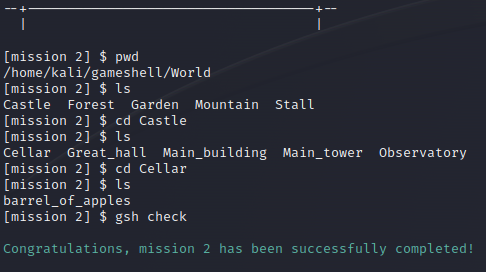 --+------------------------------------+--
|                                    |
[mission 2] $ pwd
/home/kali/gameshell/World
[mission 2] $ ls
Castle  Forest  Garden  Mountain  Stall
[mission 2] $ cd Castle
[mission 2] $ ls
Cellar  Great_hall  Main_building  Main_tower  Observatory
[mission 2] $ cd Cellar
[mission 2] $ ls
barrel_of_apples
[mission 2] $ gsh check
Congratulations, mission 2 has been successfully completed!